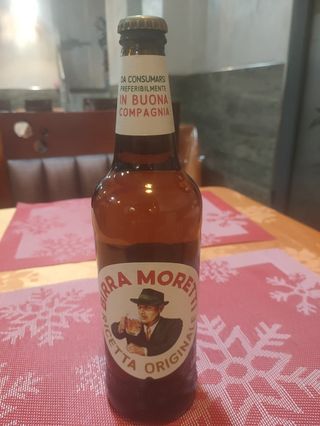 DA CONSUMARSI
PREFERIBILMENTE
IN BUONA
COMPAGNIA
BIRRA MORETTI
RICETTA ORIGINALE